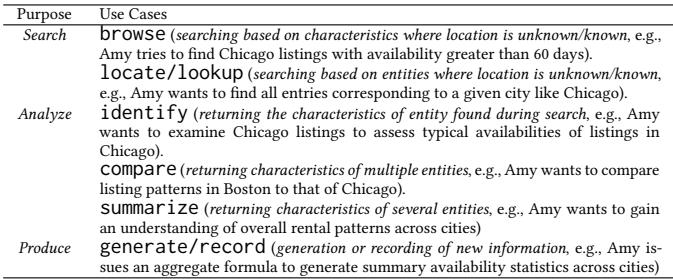 Purpose Use Cases
Search browse (searching based on characteristics where location is unknown/known, e.g.,
Amy tries to find Chicago listings with availability greater than 60 days).
locate/lookup (searching based on entities where location is unknown/known,
e.g., Amy wants to find all entries corresponding to a given city like Chicago).
Analyze identify (returning the characteristics of entity found during search, e.g., Amy
wants to examine Chicago listings to assess typical availabilities of listings in
Chicago).
compare (returning characteristics of multiple entities, e.g., Amy wants to compare
listing patterns in Boston to that of Chicago).
summarize (returning characteristics of several entities, e.g., Amy wants to gain
an understanding of overall rental patterns across cities)
Produce generate/record (generation or recording of new information, e.g., Amy is-
sues an aggregate formula to generate summary availability statistics across cities)